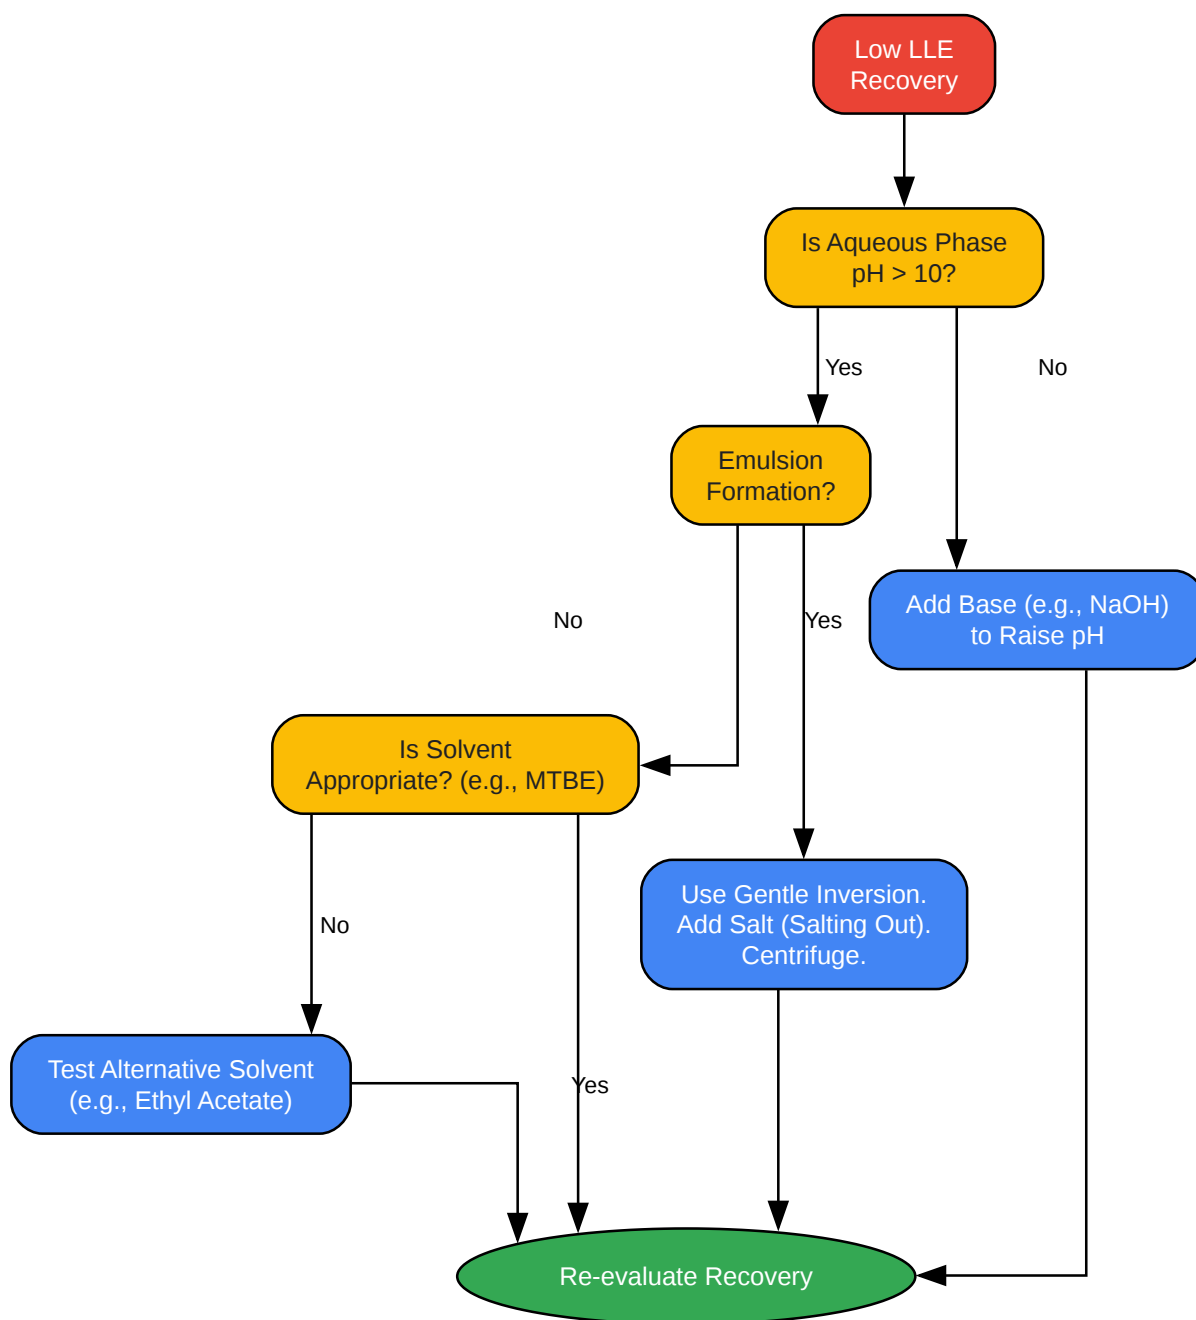 Low LLE
Recovery
Is Aqueous Phase
pH > 10?
Yes
No
Emulsion
Formation?
Add Base (e.g., NaOH)
to Raise pH
No
Yes
Is Solvent
Appropriate? (e.g., MTBE)
Use Gentle Inversion.
Add Salt (Salting Out).
Centrifuge.
No
Test Alternative Solvent
(e.g., Ethyl Acetate)
Yes
Re-evaluate Recovery